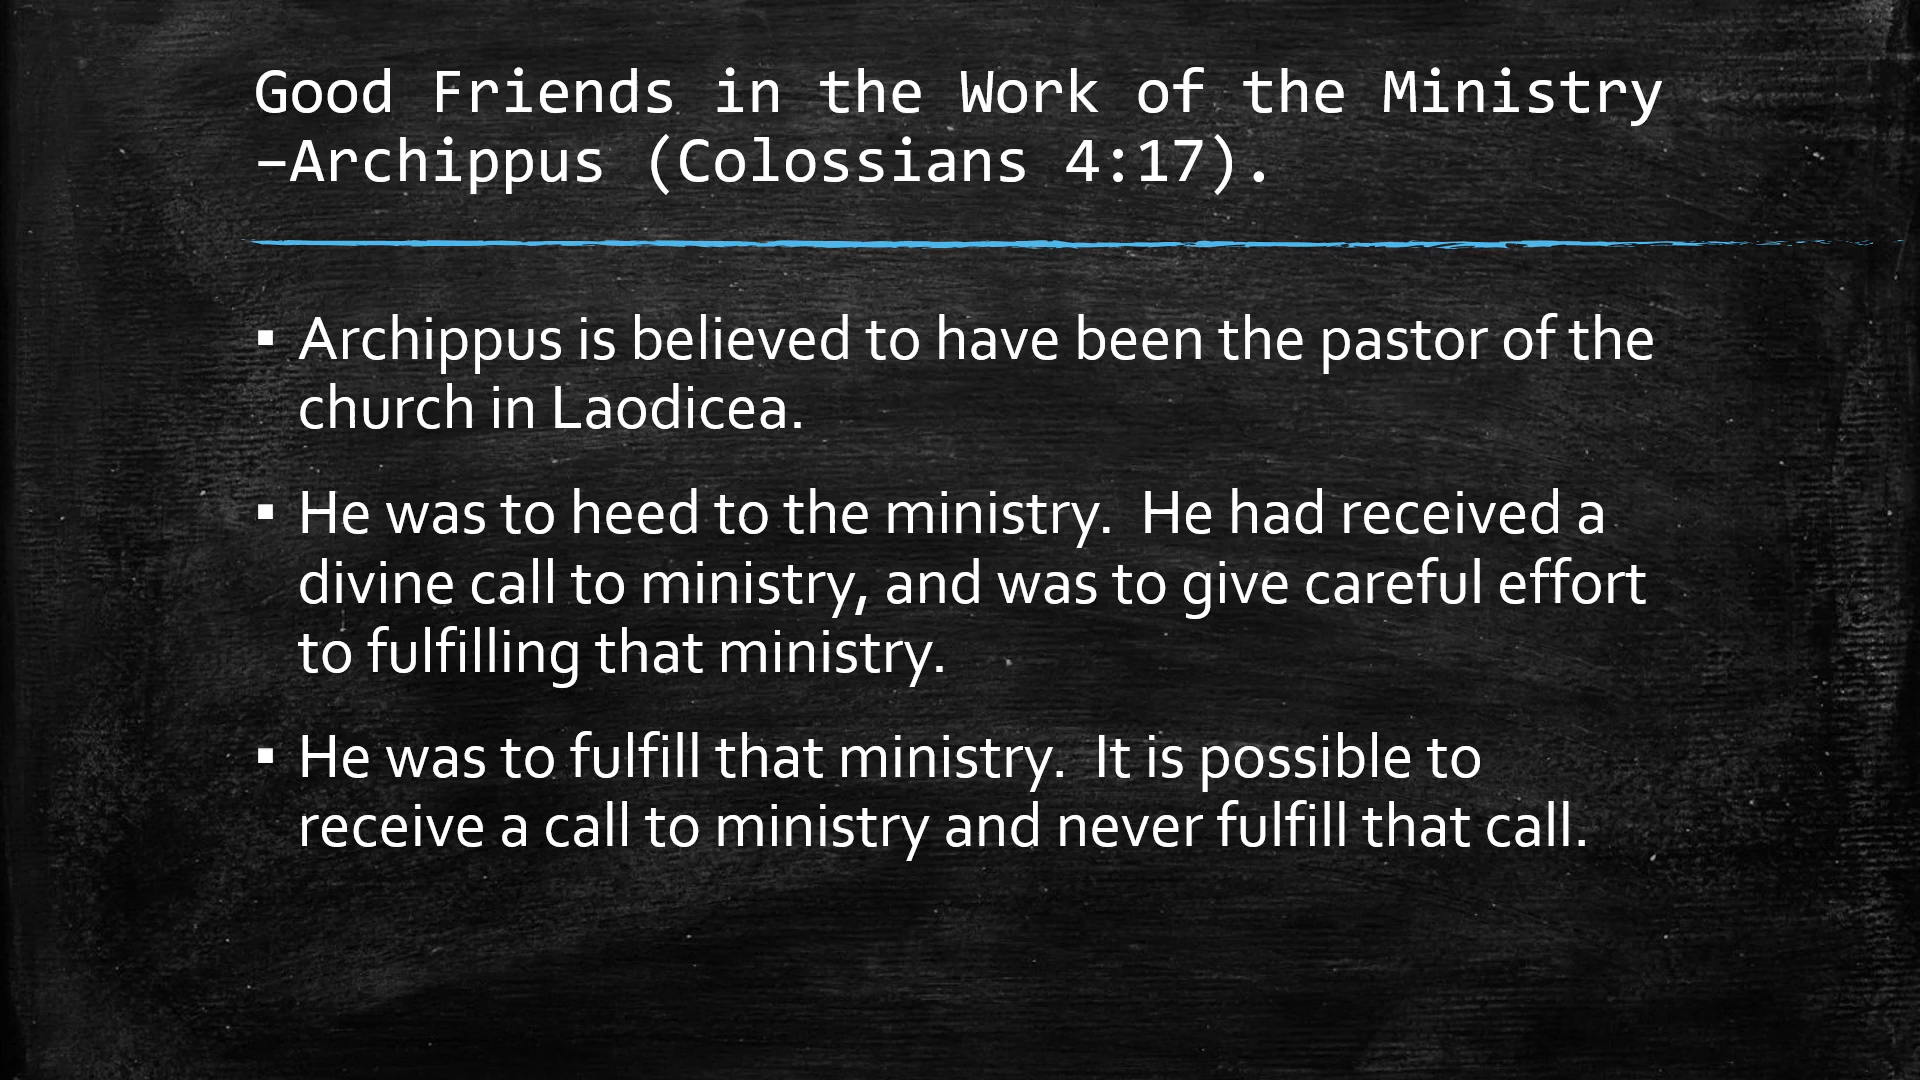 Good Friends in the Work of the Ministry
–Archippus (Colossians 4:17).
▪ Archippus is believed to have been the pastor of the
church in Laodicea.
▪ He was to heed to the ministry.  He had received a
divine call to ministry, and was to give careful effort
to fulfilling that ministry.
▪ He was to fulfill that ministry.  It is possible to
receive a call to ministry and never fulfill that call.